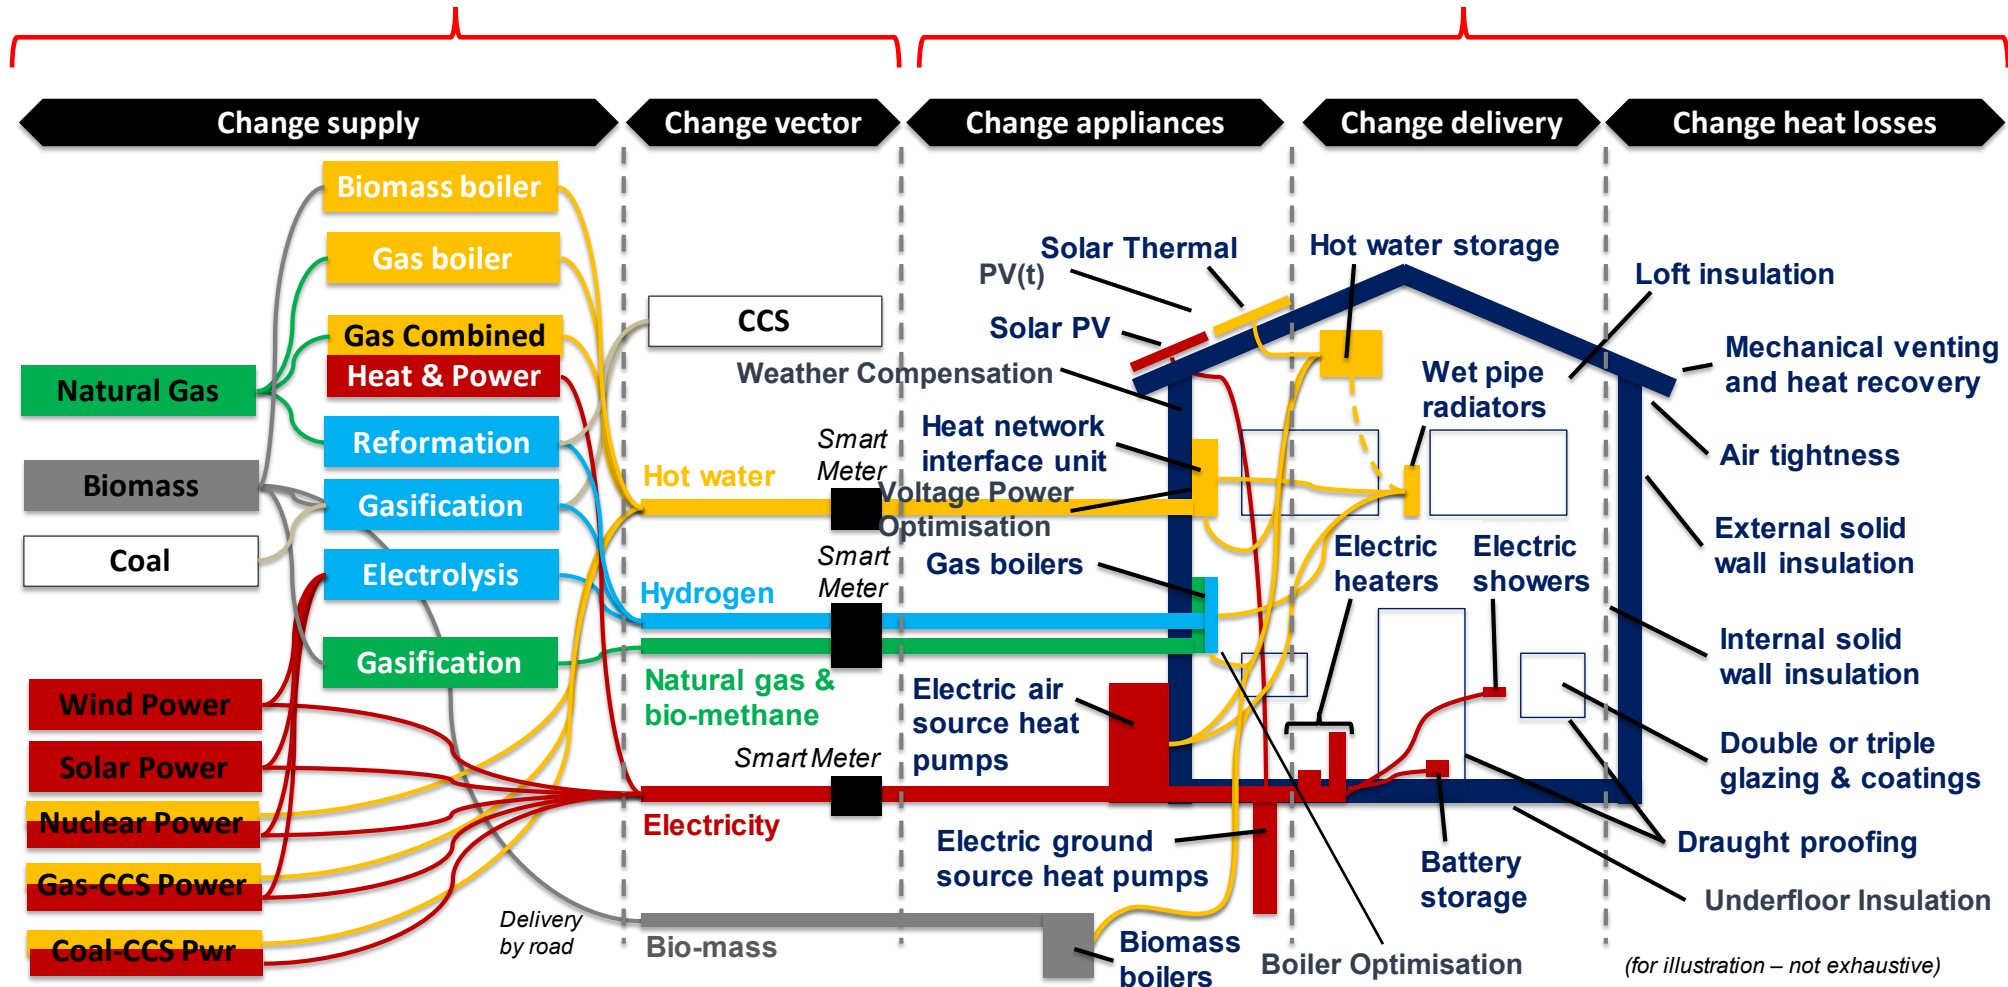 Change supply
Change vector
Change appliances
Change delivery
Change heat losses
Biomass boiler
Gas boiler
Gas Combined
Heat & Power
Natural Gas
Reformation
Biomass
Gasification
Coal
Electrolysis
Gasification
Wind Power
Solar Power
Nuclear Power
Gas-CCS Power
Coal-CCS Pwr
Delivery
by road
CCS
Hot water
Smart
Meter
Hydrogen
Smart
Meter
Natural gas &
bio-methane
Smart Meter
Electricity
Bio-mass
Solar Thermal
PV(t)
Solar PV
Weather Compensation
Heat network
interface unit
Voltage Power
Optimisation
Gas boilers
Electric air
source heat
pumps
Electric ground
source heat pumps
Biomass
boilers
Boiler Optimisation
Hot water storage
Wet pipe
radiators
Electric
heaters
Electric
showers
Battery
storage
Loft insulation
Mechanical venting
and heat recovery
Air tightness
External solid
wall insulation
Internal solid
wall insulation
Double or triple
glazing & coatings
Draught proofing
Underfloor Insulation
(for illustration – not exhaustive)